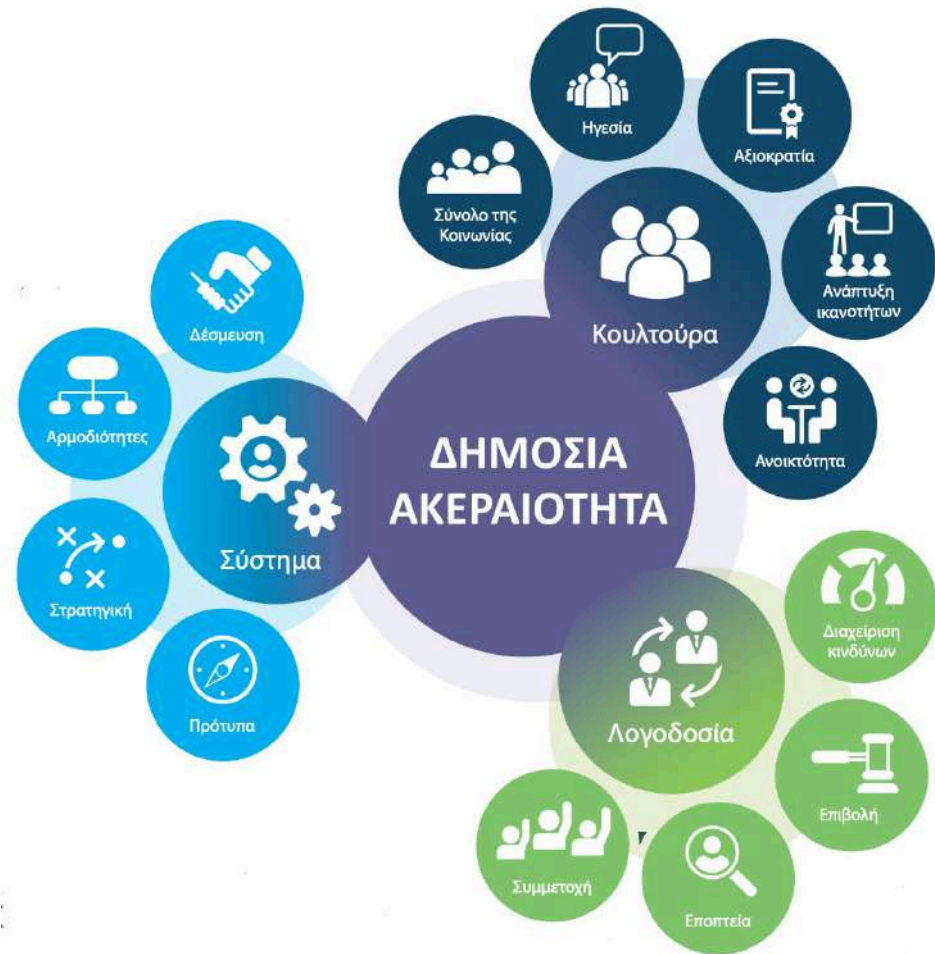 ΔΗΜΟΣΙΑ
ΑΚΕΡΑΙΟΤΗΤΑ
Σύστημα
Δέσμευση
Αρμοδιότητες
Στρατηγική
Πρότυπα
Κουλτούρα
Σύνολο της
Κοινωνίας
Ηγεσία
Αξιοκρατία
Ανάπτυξη
ικανοτήτων
Ανοικτότητα
Λογοδοσία
Διαχείριση
κινδύνων
Επιβολή
Εποπτεία
Συμμετοχή